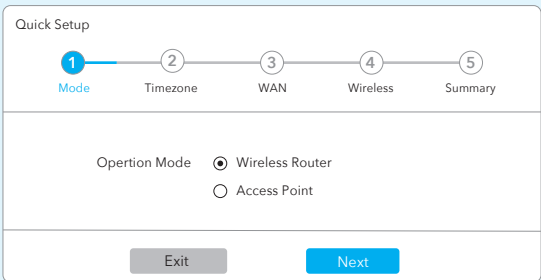 Quick Setup
1 2 3 4 5
Mode Timezone WAN Wireless Summary
Opertion Mode Wireless Router
Access Point
Exit Next